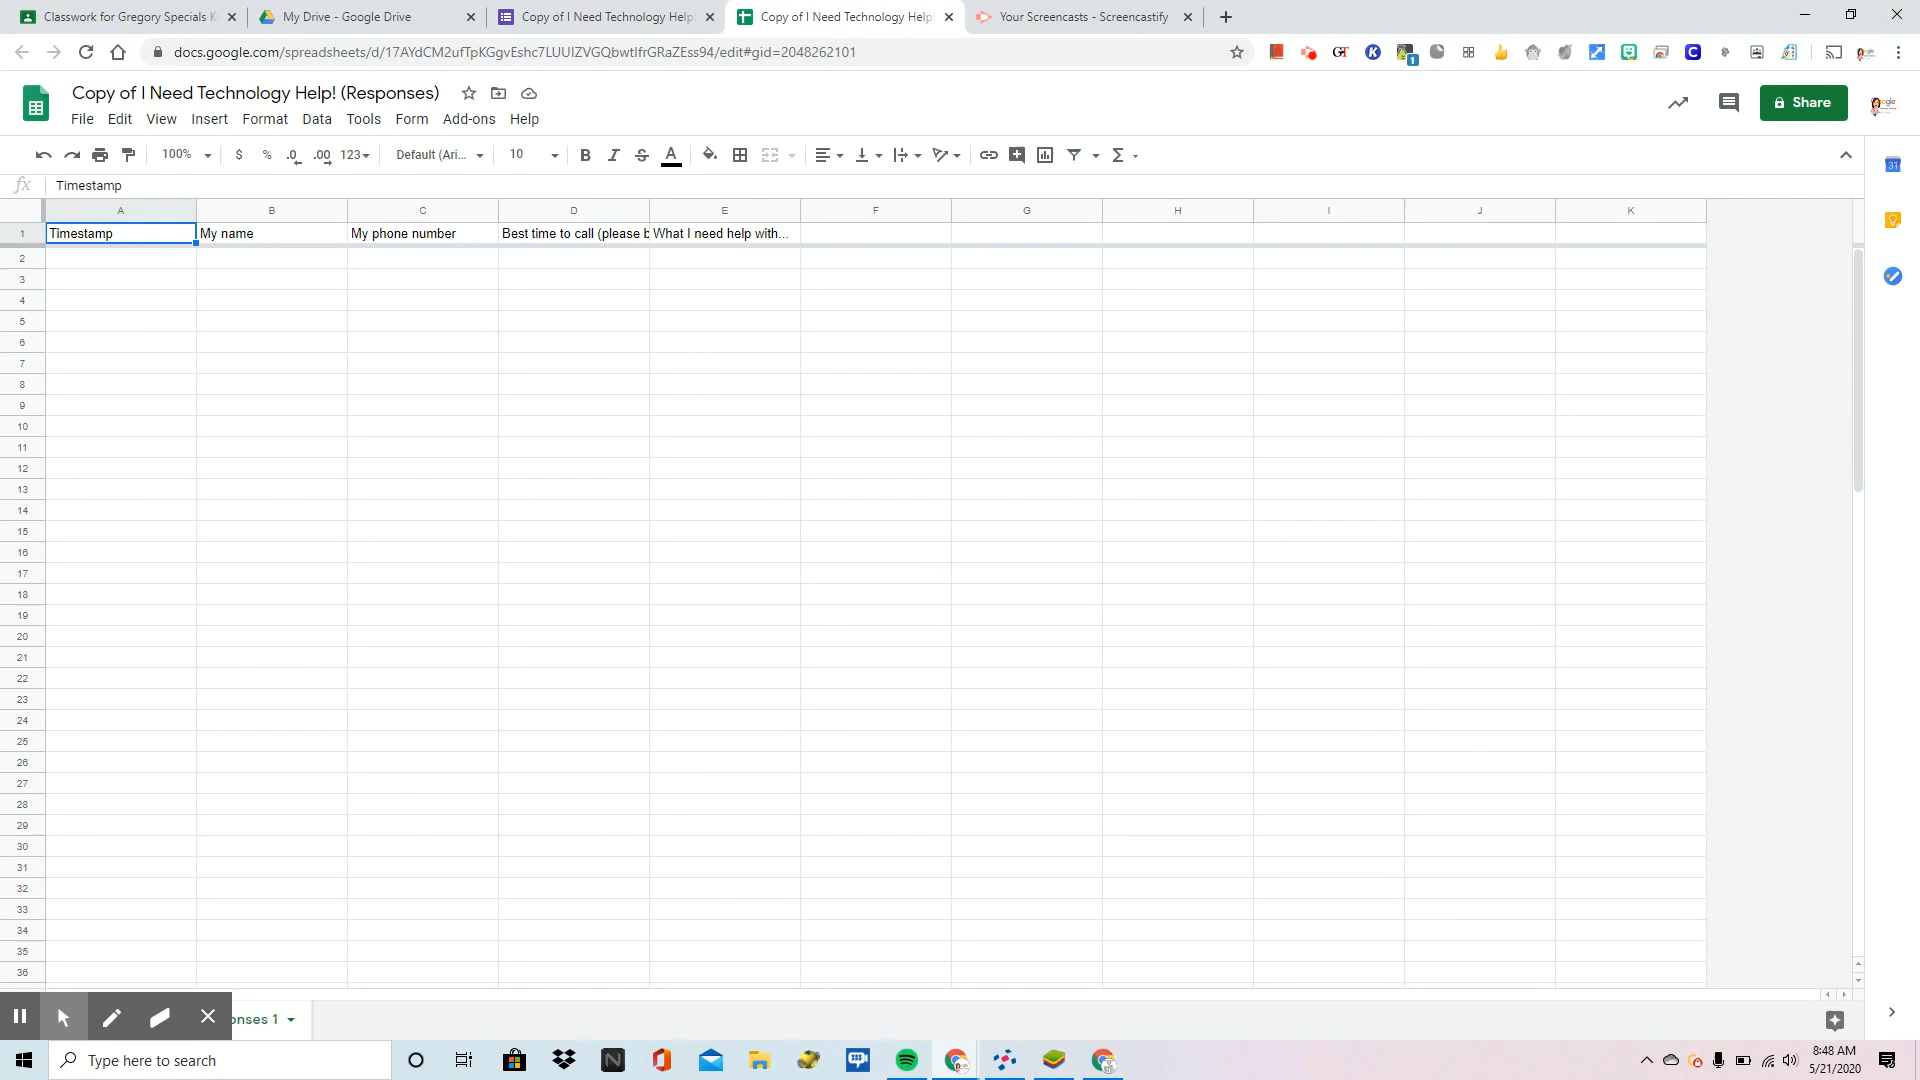 Classwork for Gregory Specials K
My Drive - Google Drive
Copy of I Need Technology Help!
Copy of I Need Technology Help!
Your Screencasts - Screencastify
docs.google.com/spreadsheets/d/17AYdCM2ufTpKGgvEshc7LUUIZVGQbwtIfrGRaZEss94/edit#gid=2048262101
Copy of I Need Technology Help! (Responses)
File Edit View Insert Format Data Tools Form Add-ons Help
Share
100% $ % .0 .00 123 Default (Ari... 10 B I S A
fx Timestamp
A B C D E F G H I J K
1 Timestamp My name My phone number Best time to call (please b What I need help with...
2
3
4
5
6
7
8
9
10
11
12
13
14
15
16
17
18
19
20
21
22
23
24
25
26
27
28
29
30
31
32
33
34
35
36
onses 1
Type here to search
8:48 AM
5/21/2020